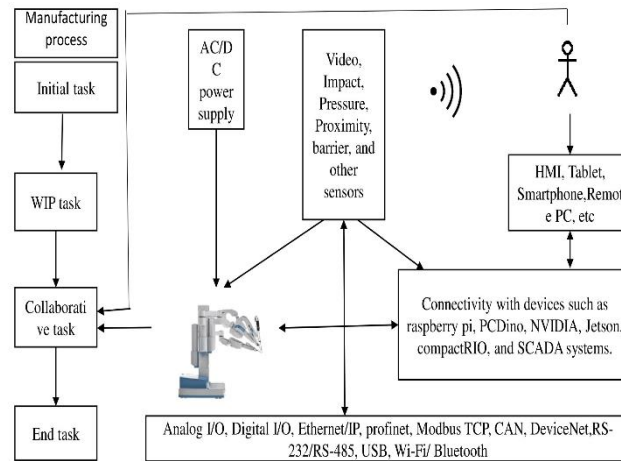 Manufacturing
process
Initial task
WIP task
Collaborat
ive task
End task
AC/D
C
power
supply
Video,
Impact,
Pressure,
Proximity,
barrier, and
other
sensors
HMI, Tablet,
Smartphone,Remot
e PC, etc
Connectivity with devices such as
raspberry pi, PCDino, NVIDIA, Jetson,
compactRIO, and SCADA systems.
Analog I/O, Digital I/O, Ethernet/IP, profinet, Modbus TCP, CAN, DeviceNet,RS-
232/RS-485, USB, Wi-Fi/ Bluetooth